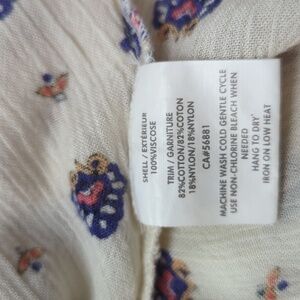 SHELL / EXTÉRIEUR
100%VISCOSE
TRIM / GARNITURE
82%COTTON/82%COTON
18%NYLON/18%NYLON
CA#56881
MACHINE WASH COLD GENTLE CYCLE
USE NON-CHLORINE BLEACH WHEN
NEEDED
HANG TO DRY
IRON ON LOW HEAT